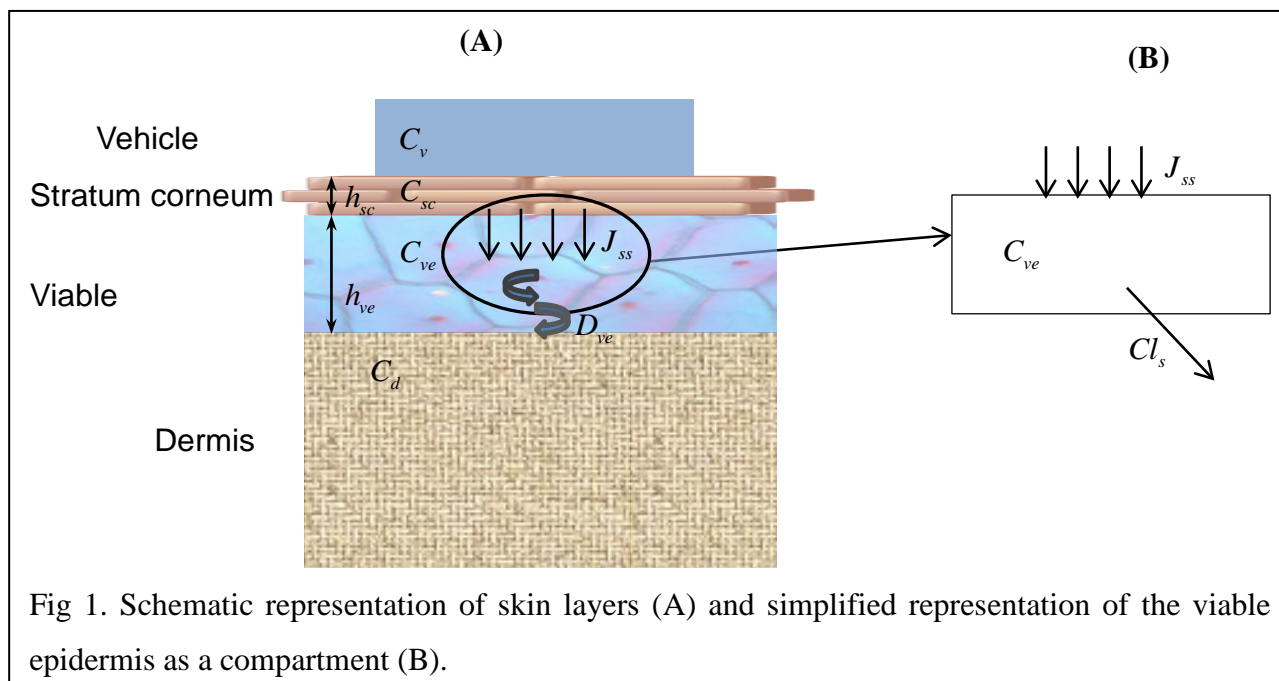 (A)
(B)
Vehicle
C_v
Stratum corneum
h_sc
C_sc
J_ss
J_ss
C_ve
C_ve
Viable
h_ve
D_ve
Cl_s
C_d
Dermis
Fig 1. Schematic representation of skin layers (A) and simplified representation of the viable
epidermis as a compartment (B).